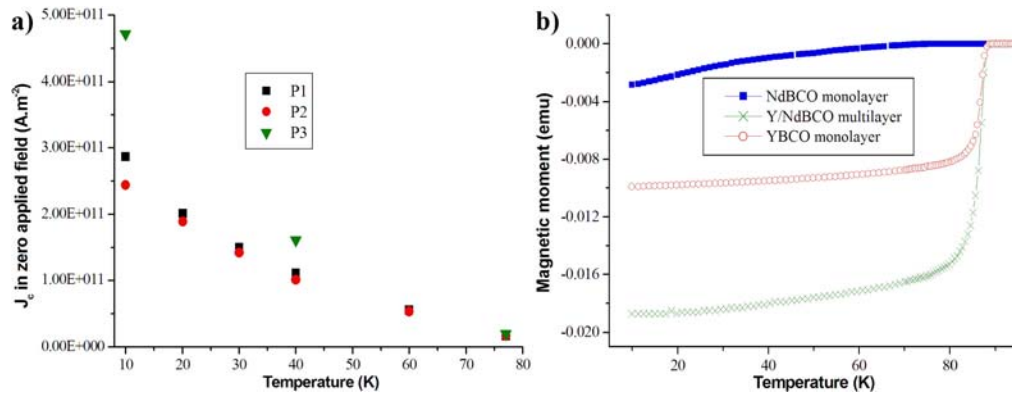 a)
5.00E+011
4.00E+011
3.00E+011
2.00E+011
1.00E+011
0.00E+000
Jc in zero applied field (A.m-2)
P1
P2
P3
10 20 30 40 50 60 70 80
Temperature (K)
b)
0.000
-0.004
-0.008
-0.012
-0.016
-0.020
Magnetic moment (emu)
NdBCO monolayer
Y/NdBCO multilayer
YBCO monolayer
20 40 60 80
Temperature (K)